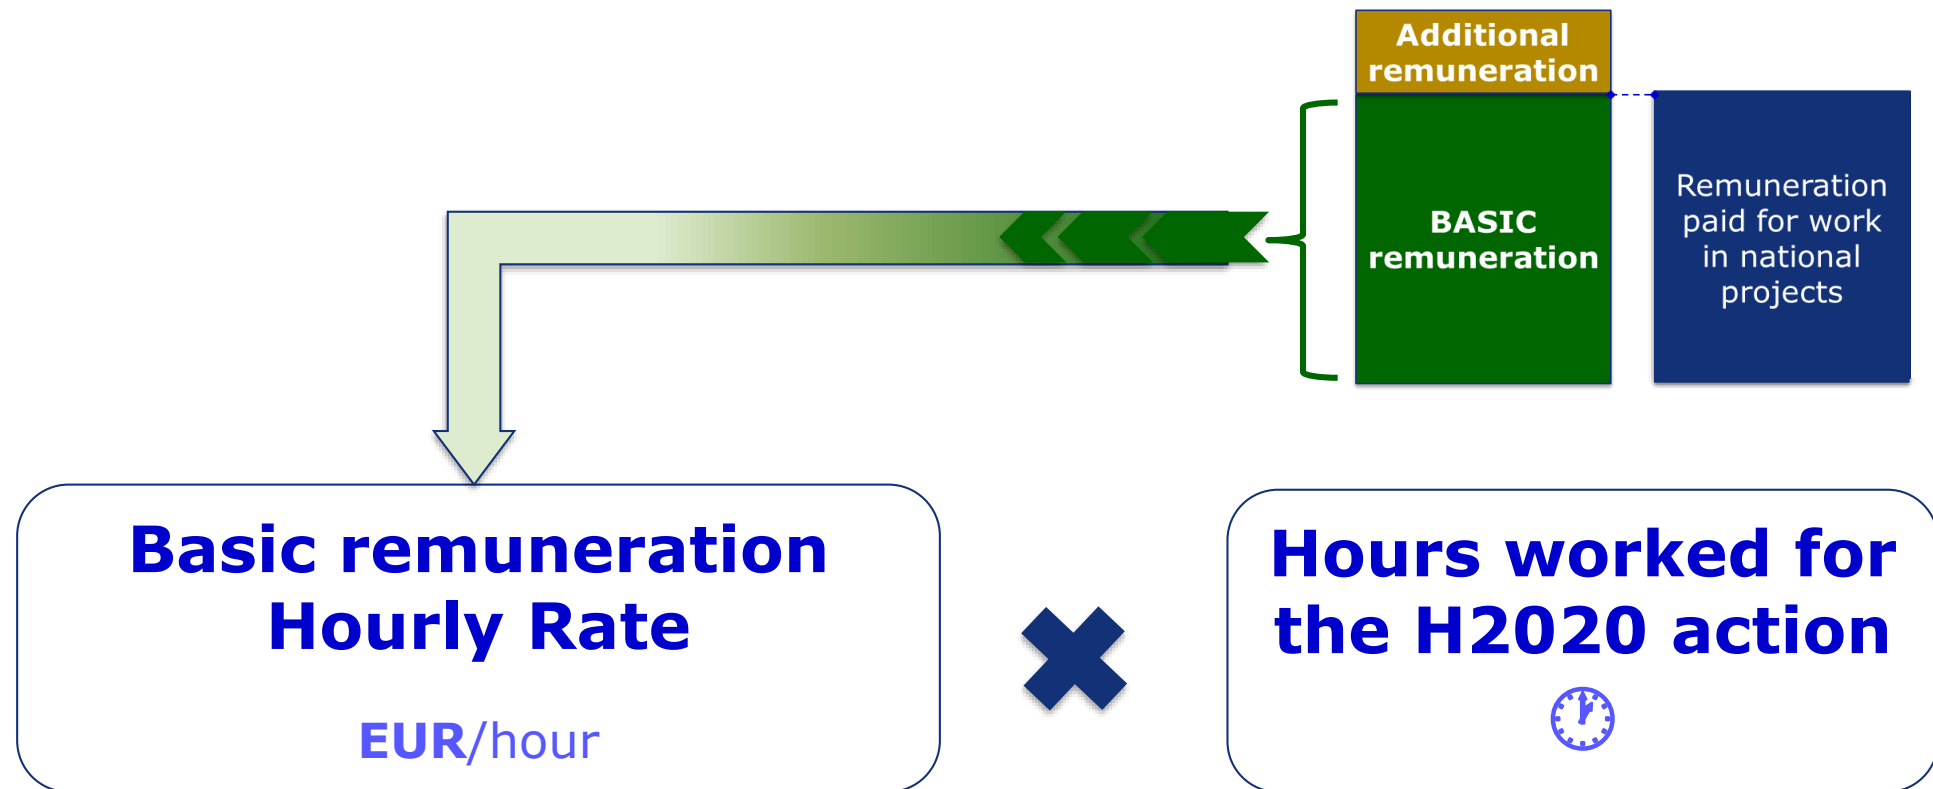 Additional
remuneration
BASIC
remuneration
Remuneration
paid for work
in national
projects
Basic remuneration
Hourly Rate
EUR/hour
Hours worked for
the H2020 action